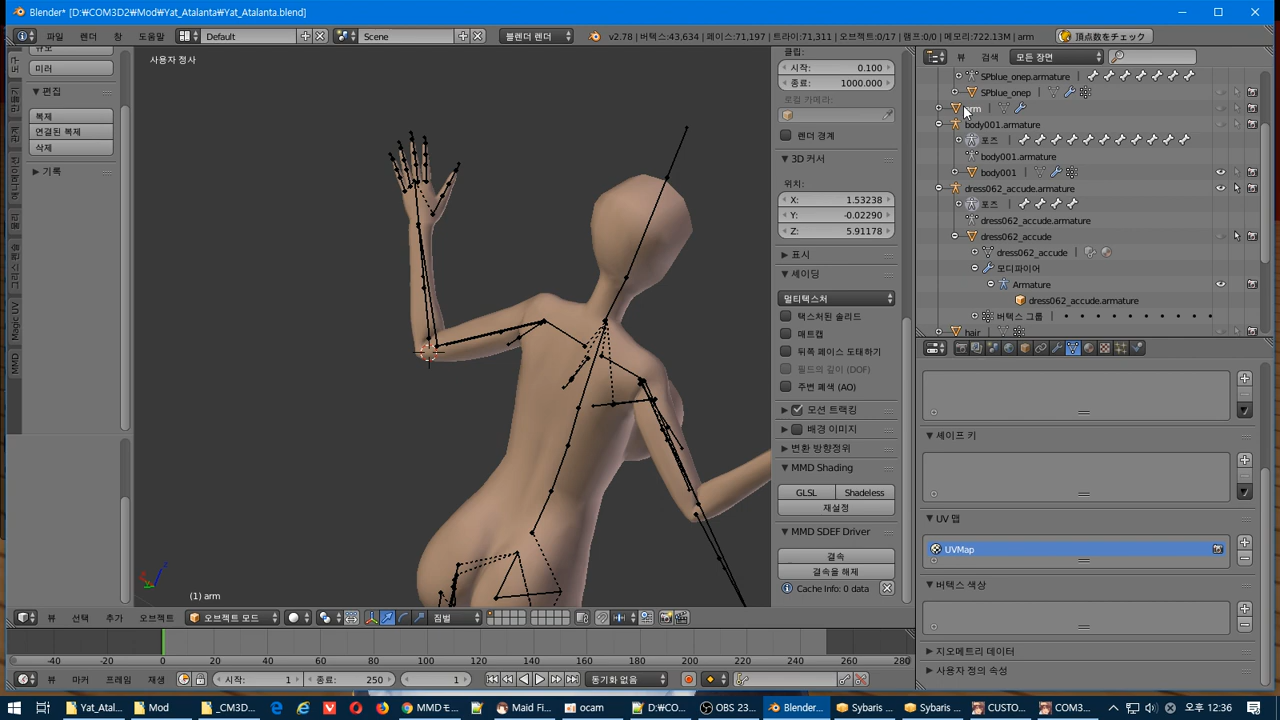 Blender* [D:₩COM3D2₩Mod₩Yat_Atalanta₩Yat_Atalanta.blend]
파일 렌더 창 도움말 Default Scene 블렌더 렌더 v2.78 | 버텍스:43,634 | 페이스:71,197 | 트라이:71,311 | 오브젝트:0/17 | 램프:0/0 | 메모리:722.13M | arm 頂点数をチェック
미러
편집
복제
연결된 복제
삭제
기록
도구
만들기
애니메이션
Magic UV
MMD
사용자 정사
(1) arm
클립:
시작: 0.100
종료: 1000.000
로컬 카메라:
렌더 경계
3D 커서
위치:
X: 1.53238
Y: -0.02290
Z: 5.91178
표시
셰이딩
멀티텍스처
텍스처된 솔리드
매트캡
뒤쪽 페이스 도태하기
필드의 깊이 (DOF)
주변 폐색 (AO)
모션 트랙킹
배경 이미지
변환 방향정위
MMD Shading
GLSL Shadeless
재설정
MMD SDEF Driver
결속
결속을 해제
Cache Info: 0 data
뷰 검색 모든 장면
SPblue_onep.armature
SPblue_onep
arm
body001.armature
포즈
body001.armature
body001
dress062_accude.armature
포즈
dress062_accude.armature
dress062_accude
dress062_accude
모디파이어
Armature
dress062_accude.armature
버텍스 그룹
hair
셰이프 키
UV 맵
UVMap
버텍스 색상
지오메트리 데이터
사용자 정의 속성
뷰 선택 추가 오브젝트 오브젝트 모드 짐벌
-40 -20 0 20 40 60 80 100 120 140 160 180 200 220 240 260 280
뷰 마커 프레임 재생 시작: 1 종료: 250 1 동기화 없음
Yat_Atal... Mod _CM3D... MMDモ... Maid Fi... ocam D:₩CO... OBS 23... Blender... Sybaris ... Sybaris ... CUSTO... COM3... 오후 12:36